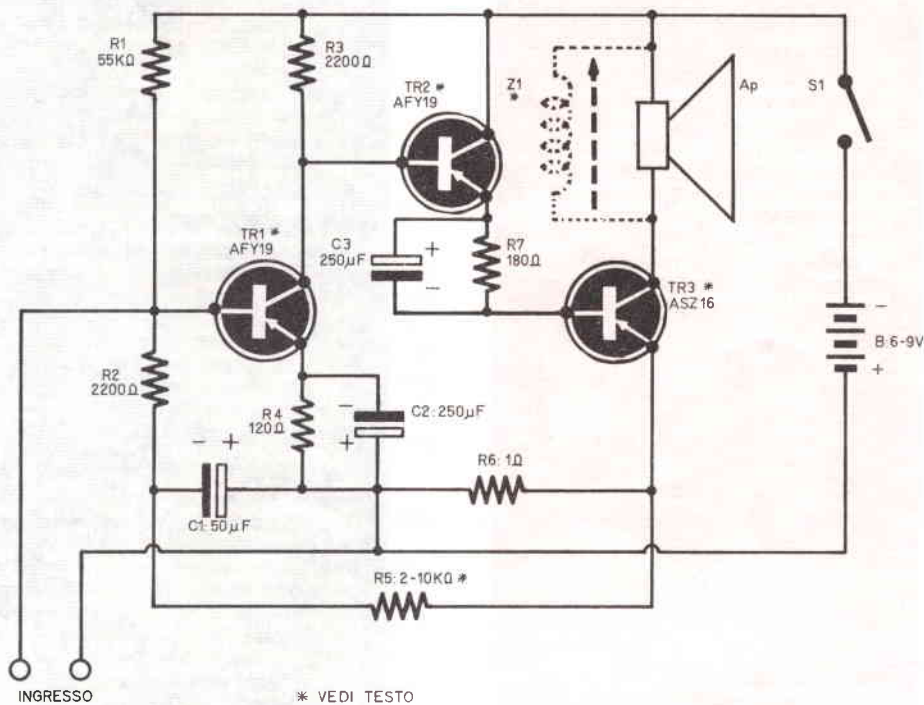 R1
55KΩ
R3
2200Ω
TR2 *
AFY19
Z1
*
Ap
S1
TR1 *
AFY19
C3
250µF
+
-
R7
180Ω
TR3 *
ASZ16
-
B:6-9V
+
R2
2200Ω
R4
120Ω
-
+
C2:250µF
- +
C1:50µF
R6:1Ω
R5:2-10KΩ *
INGRESSO
* VEDI TESTO